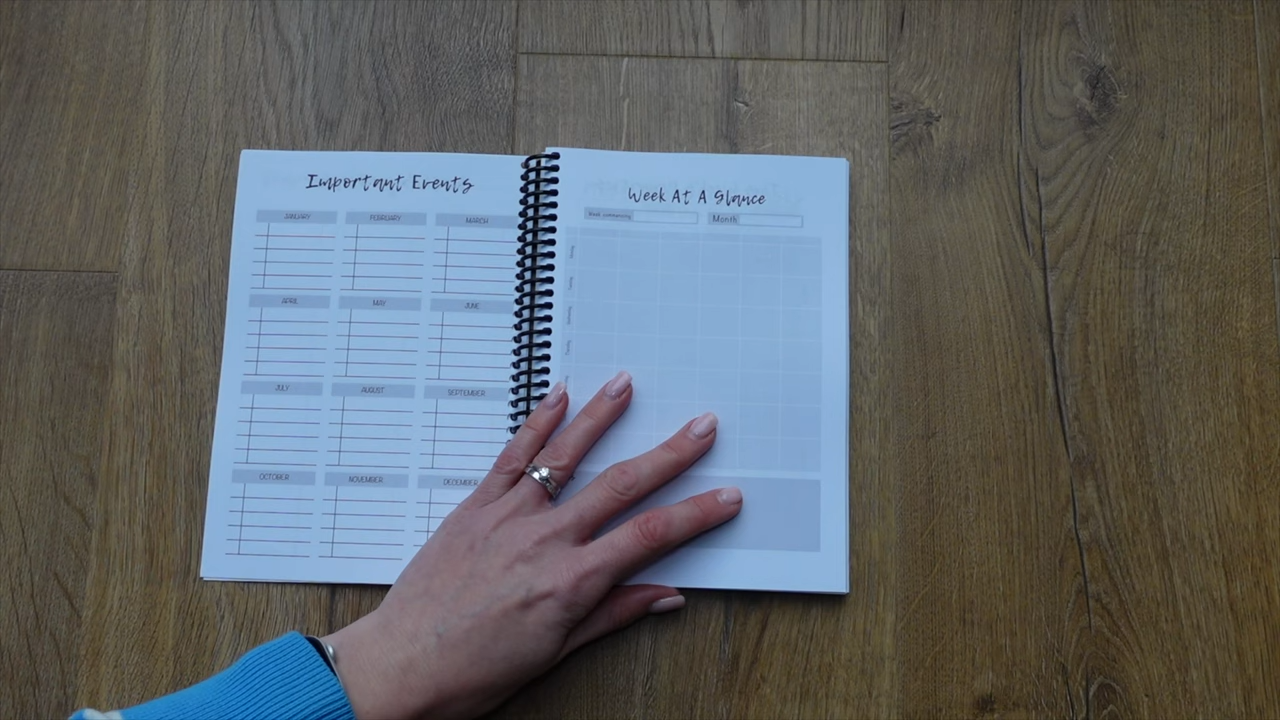 Important Events
JANUARY FEBRUARY MARCH
APRIL MAY JUNE
JULY AUGUST SEPTEMBER
OCTOBER NOVEMBER DECEMBER
Week At A Glance
Week commencing Month